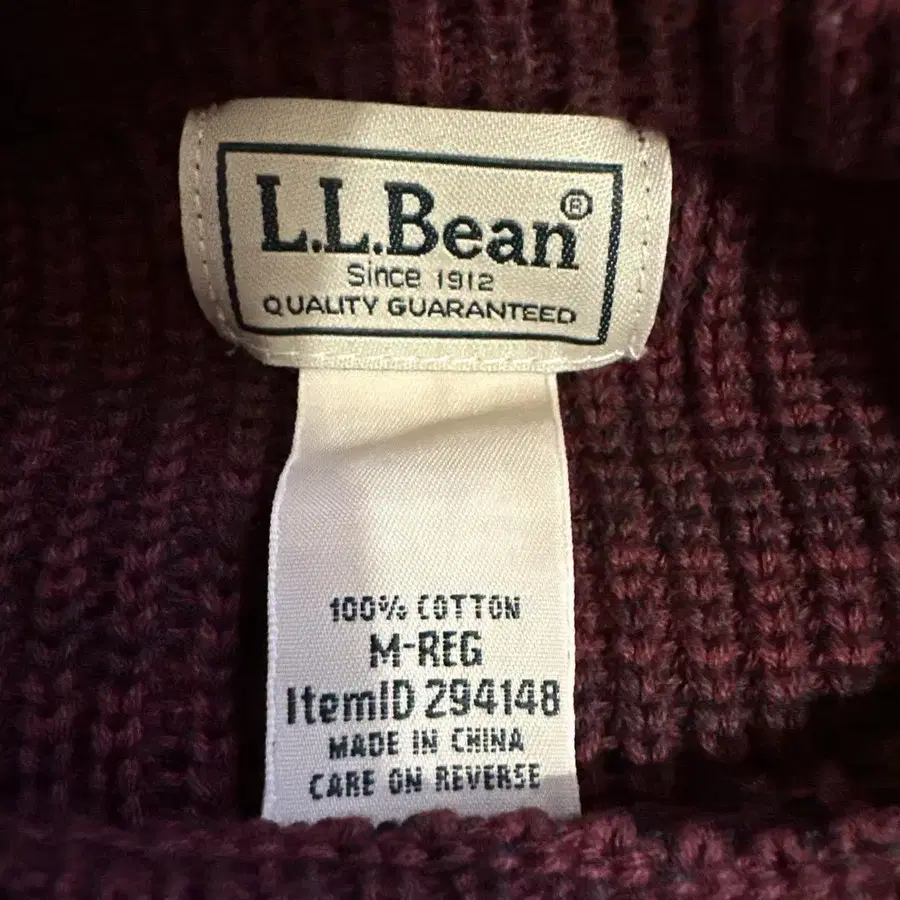 L.L.Bean®
Since 1912
QUALITY GUARANTEED
100% COTTON
M-REG
ItemID 294148
MADE IN CHINA
CARE ON REVERSE